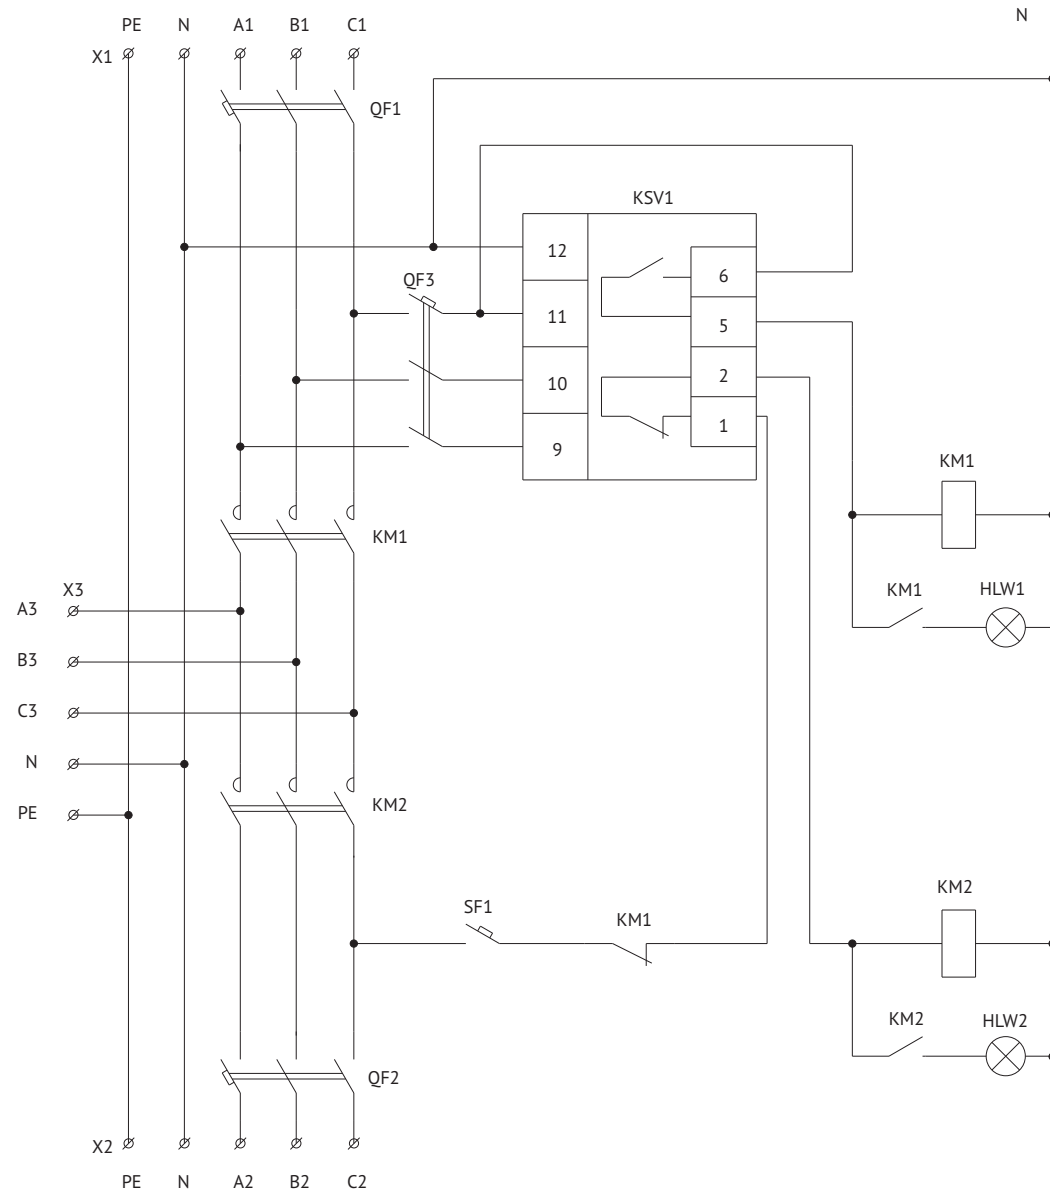 PE N A1 B1 C1 N
X1
QF1
KSV1
12
6
QF3
11
5
10
2
1
9
KM1
KM1
X3
KM1 HLW1
A3
B3
C3
N
KM2
PE
KM2
SF1
KM1
KM2 HLW2
QF2
X2
PE N A2 B2 C2